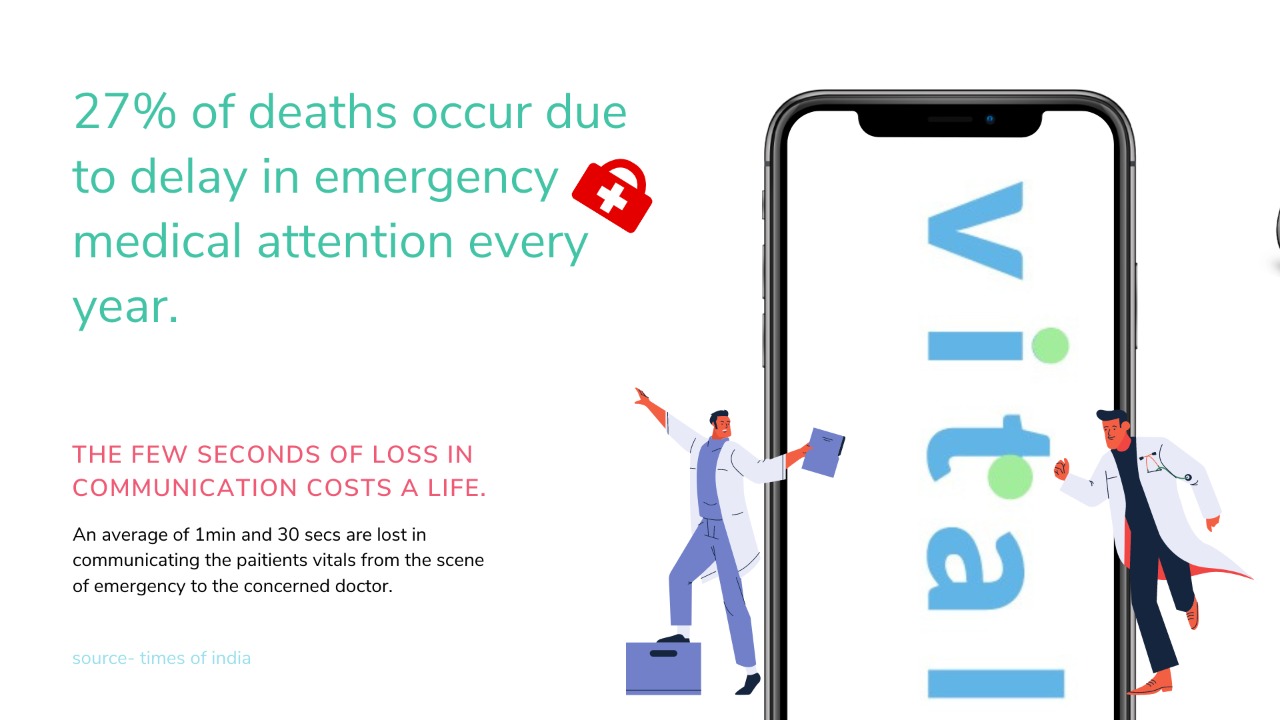 27% of deaths occur due
to delay in emergency
medical attention every
year.
THE FEW SECONDS OF LOSS IN
COMMUNICATION COSTS A LIFE.
An average of 1min and 30 secs are lost in
communicating the paitients vitals from the scene
of emergency to the concerned doctor.
source- times of india
vital